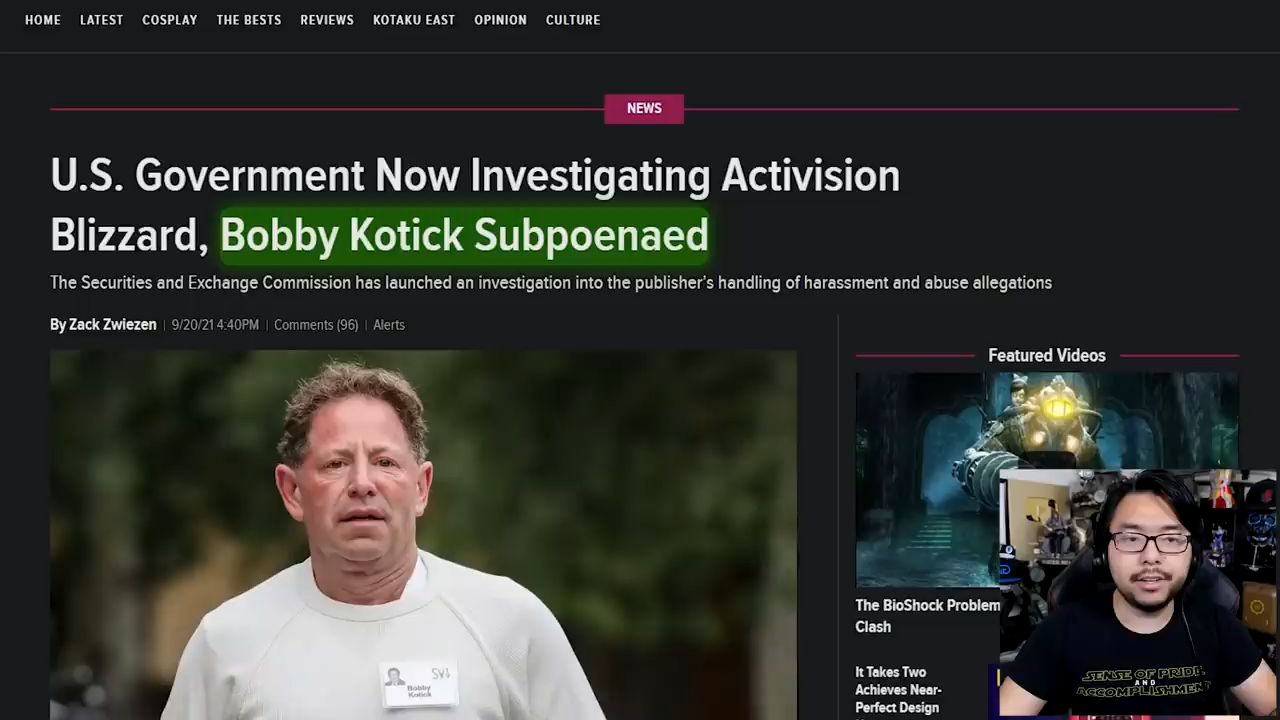 HOME LATEST COSPLAY THE BESTS REVIEWS KOTAKU EAST OPINION CULTURE
NEWS
U.S. Government Now Investigating Activision
Blizzard, Bobby Kotick Subpoenaed
The Securities and Exchange Commission has launched an investigation into the publisher's handling of harassment and abuse allegations
By Zack Zwiezen | 9/20/21 4:40PM | Comments (96) | Alerts
Featured Videos
The BioShock Problem
Clash
It Takes Two
Achieves Near-
Perfect Design
Bobby
Kotick
SENSE OF PRIDE
AND
ACCOMPLISHMENT